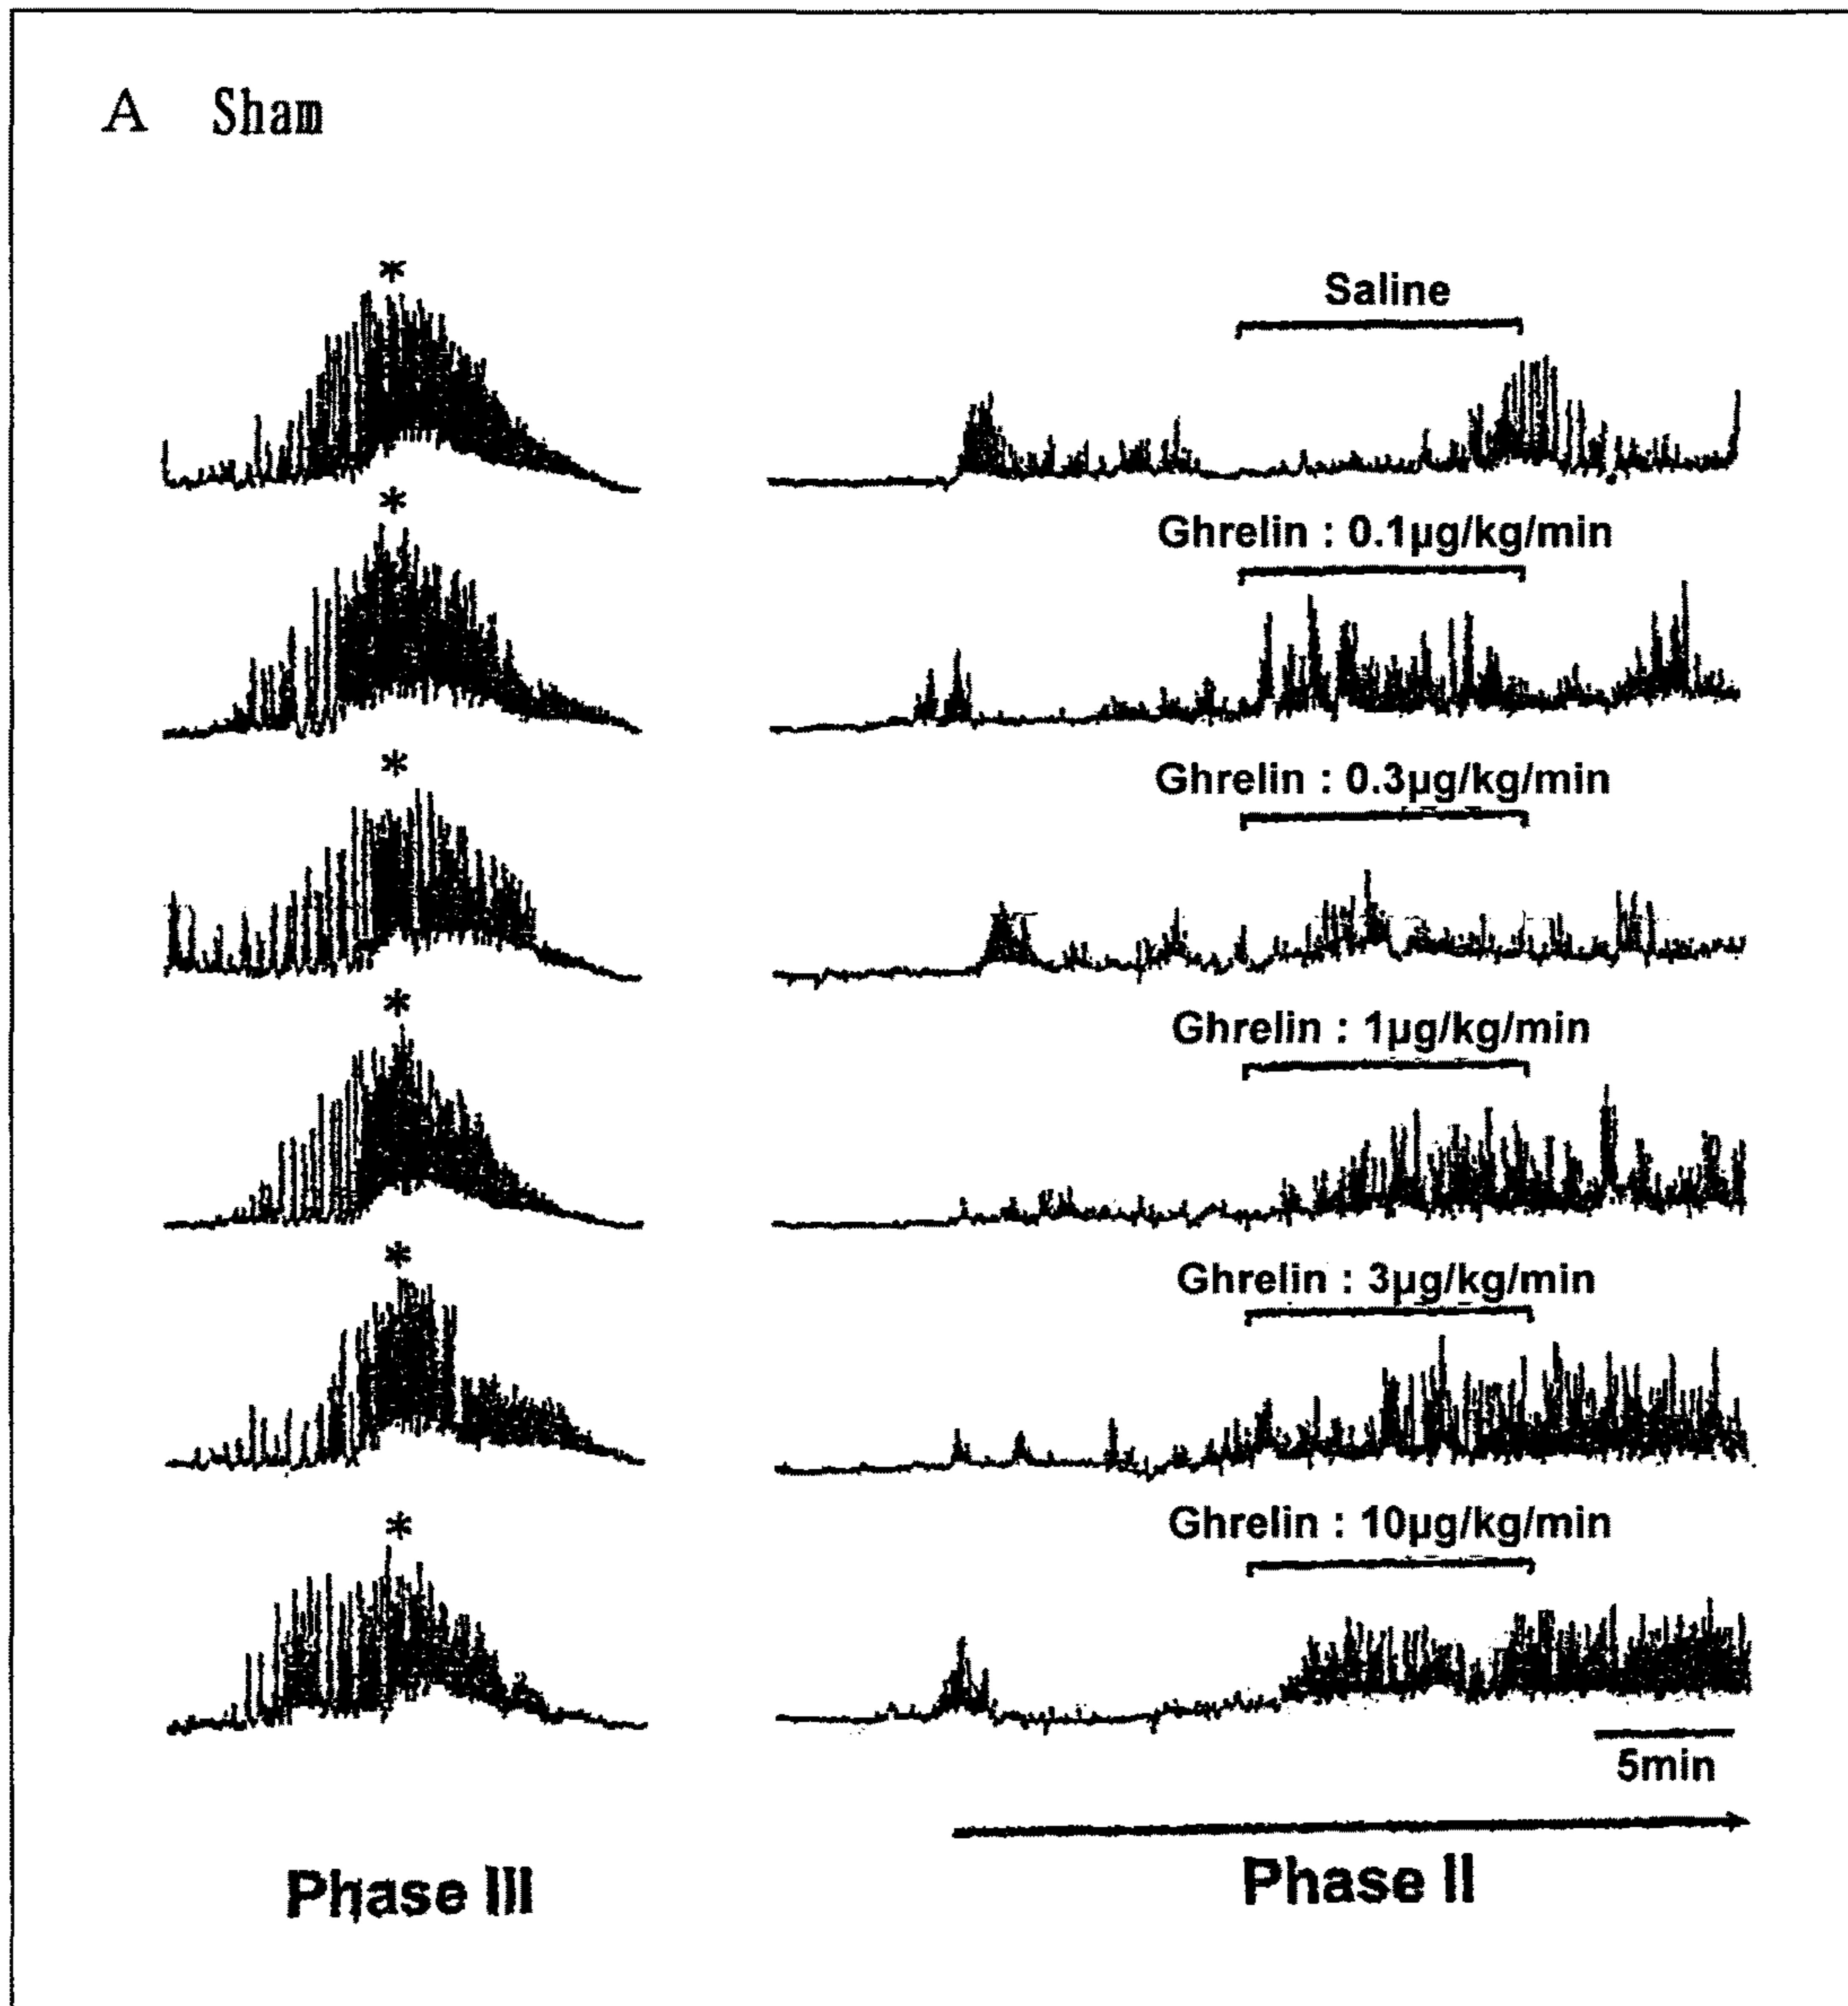 A Sham
*
Saline
*
Ghrelin : 0.1µg/kg/min
*
Ghrelin : 0.3µg/kg/min
*
Ghrelin : 1µg/kg/min
*
Ghrelin : 3µg/kg/min
*
Ghrelin : 10µg/kg/min
5min
Phase III Phase II